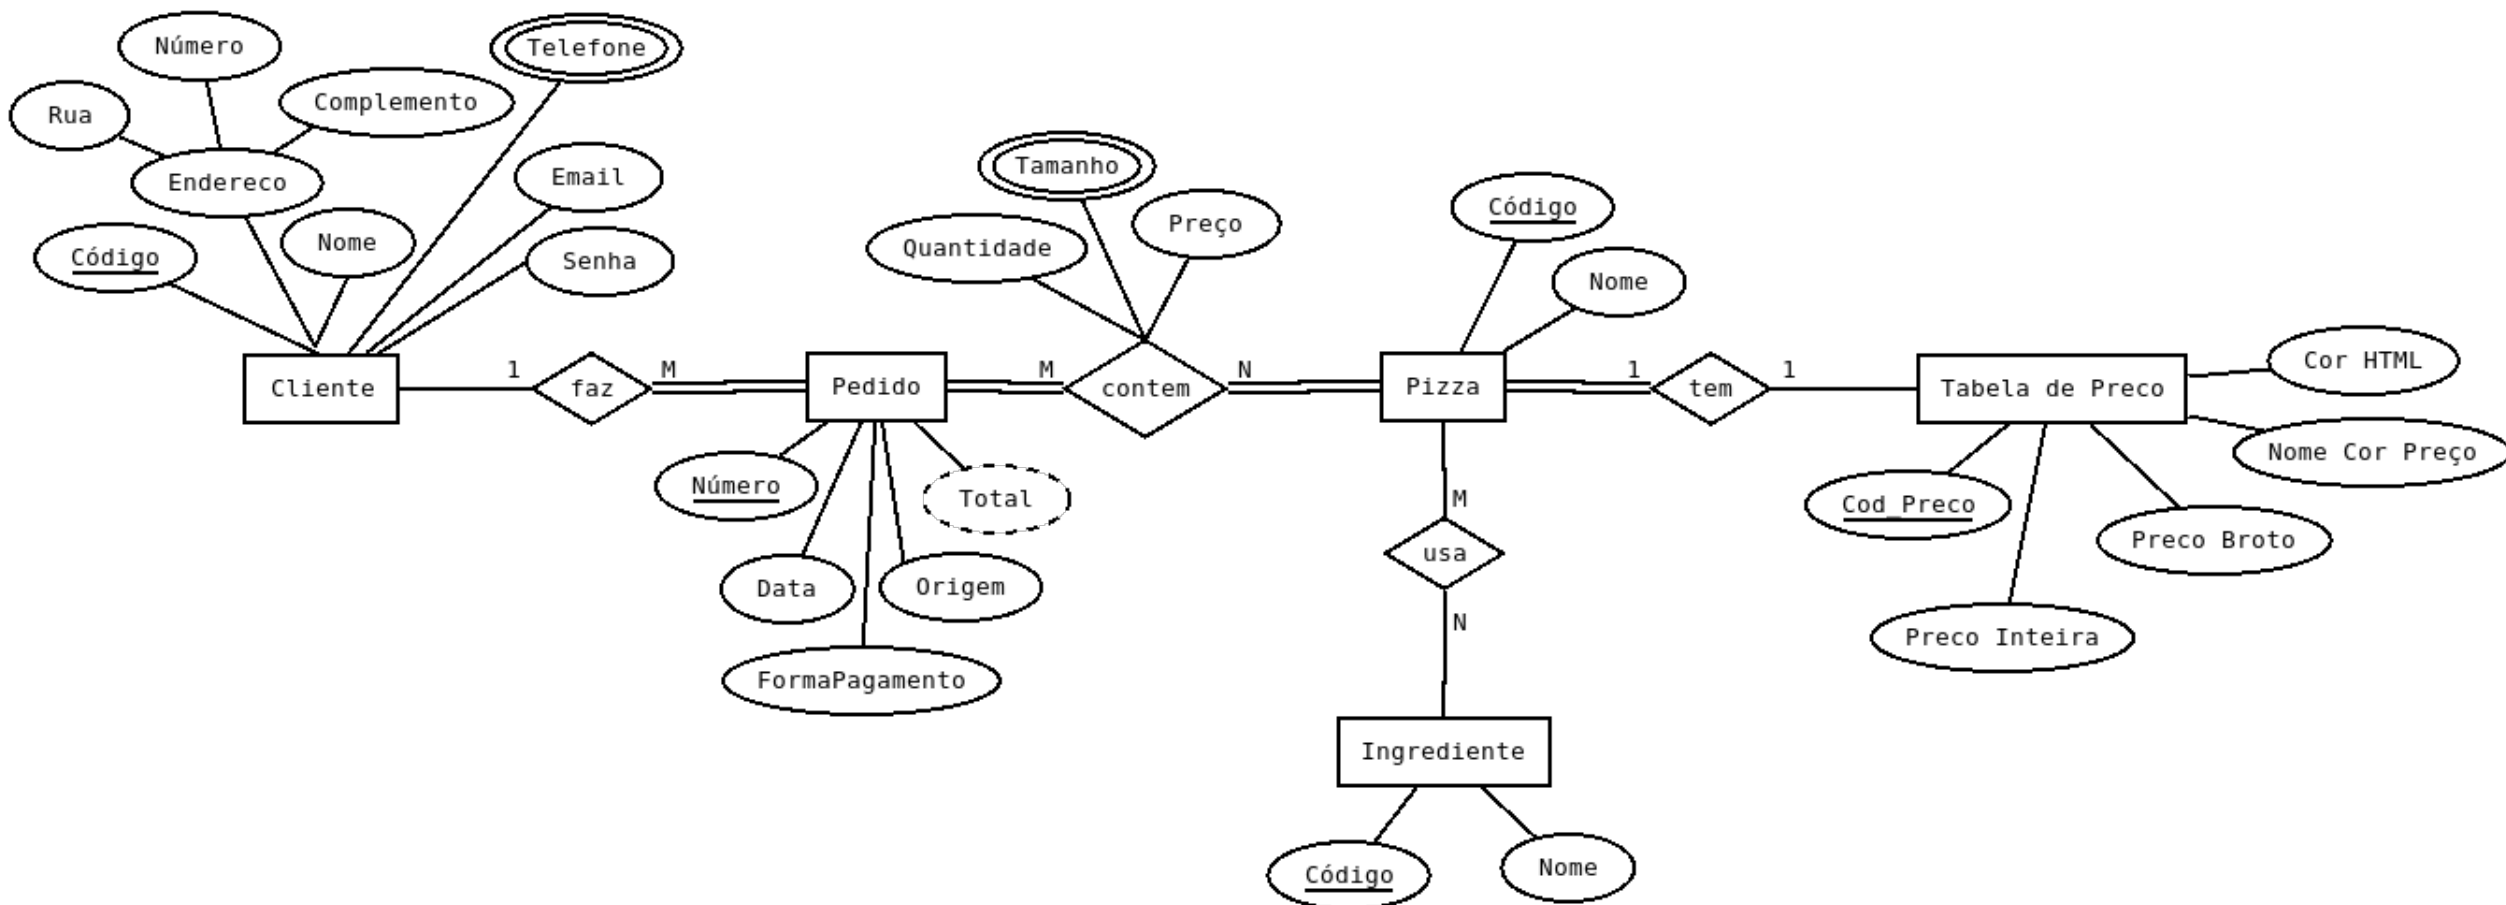 Número
Telefone
Complemento
Rua
Tamanho
Email
Endereco
Código
Preço
Nome
Quantidade
Código
Senha
Nome
Cliente
1
faz
M
Pedido
M
contem
N
Pizza
1
tem
1
Tabela de Preco
Cor HTML
Nome Cor Preço
Número
Total
M
Cod_Preco
Preco Broto
usa
Data
Origem
N
Preco Inteira
FormaPagamento
Ingrediente
Código
Nome